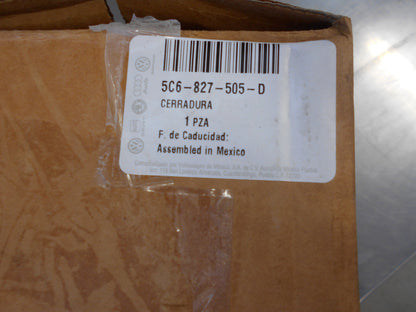 5C6-827-505-D
CERRADURA
1 PZA
F. de Caducidad:
Assembled in Mexico